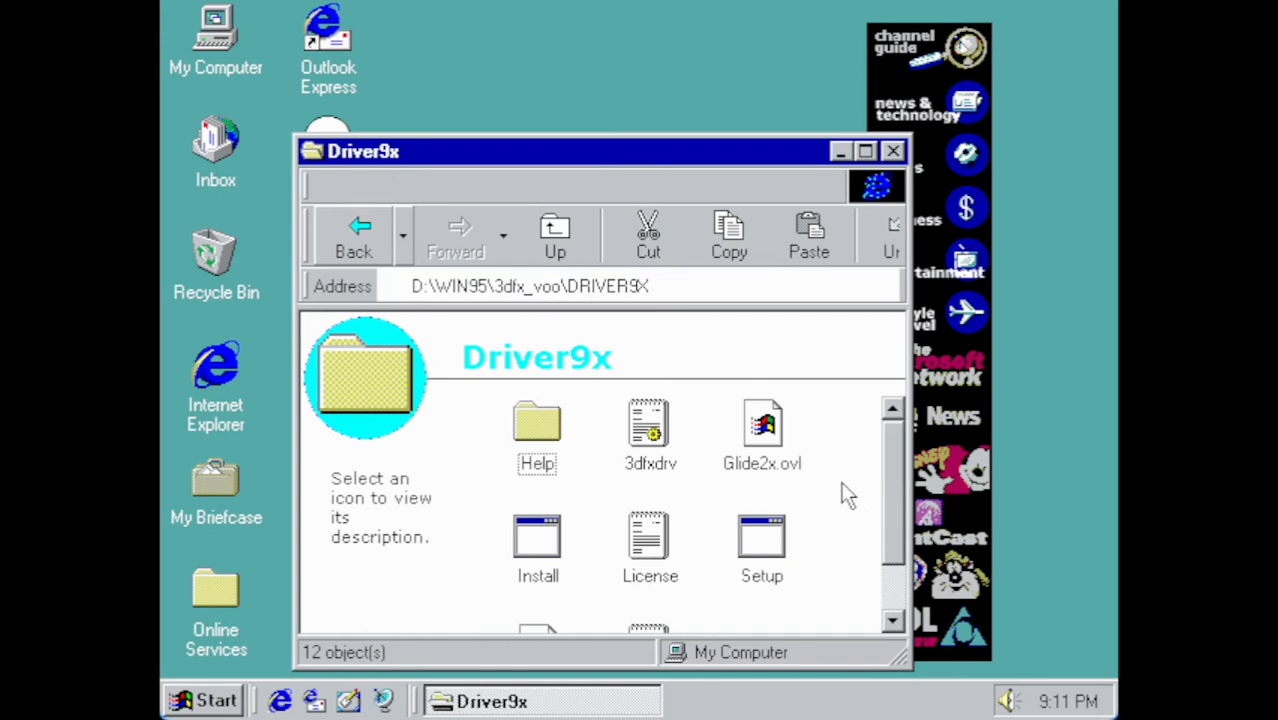 My Computer
Outlook
Express
Inbox
Recycle Bin
Internet
Explorer
My Briefcase
Online
Services
channel
guide
news &
technology
Driver9x
Back
Forward
Up
Cut
Copy
Paste
Address
D:\WIN95\3dfx_voo\DRIVER9X
Driver9x
Select an
icon to view
its
description.
Help
3dfxdrv
Glide2x.ovl
Install
License
Setup
12 object(s)
My Computer
News
Start
Driver9x
9:11 PM